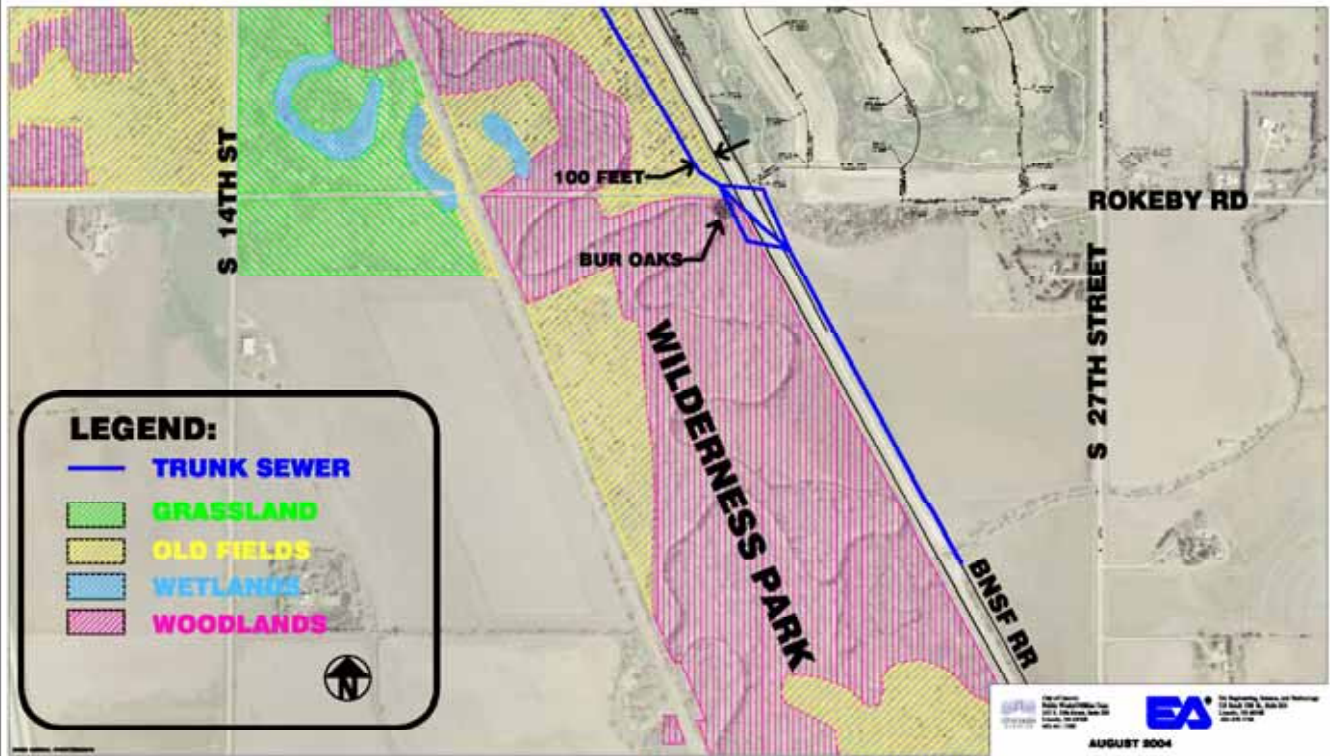 S 14TH ST
100 FEET
BUR OAKS
ROKEBY RD
S 27TH STREET
WILDERNESS PARK
BNSF RR
LEGEND:
TRUNK SEWER
GRASSLAND
OLD FIELDS
WETLANDS
WOODLANDS
N
EA
AUGUST 2004